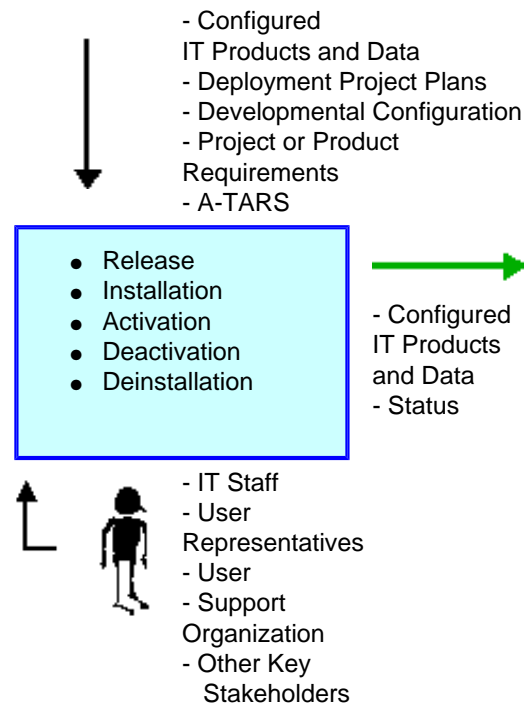 - Configured
IT Products and Data
- Deployment Project Plans
- Developmental Configuration
- Project or Product
Requirements
- A-TARS
● Release
● Installation
● Activation
● Deactivation
● Deinstallation
- Configured
IT Products
and Data
- Status
- IT Staff
- User
Representatives
- User
- Support
Organization
- Other Key
Stakeholders